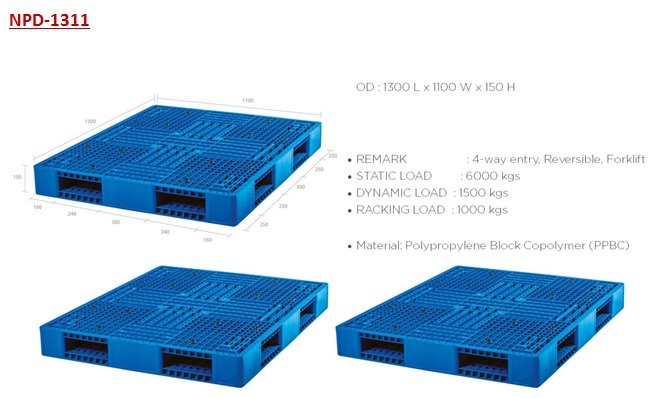 NPD-1311
1300
1100
150
160
240
300
240
160
250
250
300
250
250
OD : 1300 L x 1100 W x 150 H
• REMARK : 4-way entry, Reversible, Forklift
• STATIC LOAD : 6000 kgs
• DYNAMIC LOAD : 1500 kgs
• RACKING LOAD : 1000 kgs
• Material: Polypropylene Block Copolymer (PPBC)